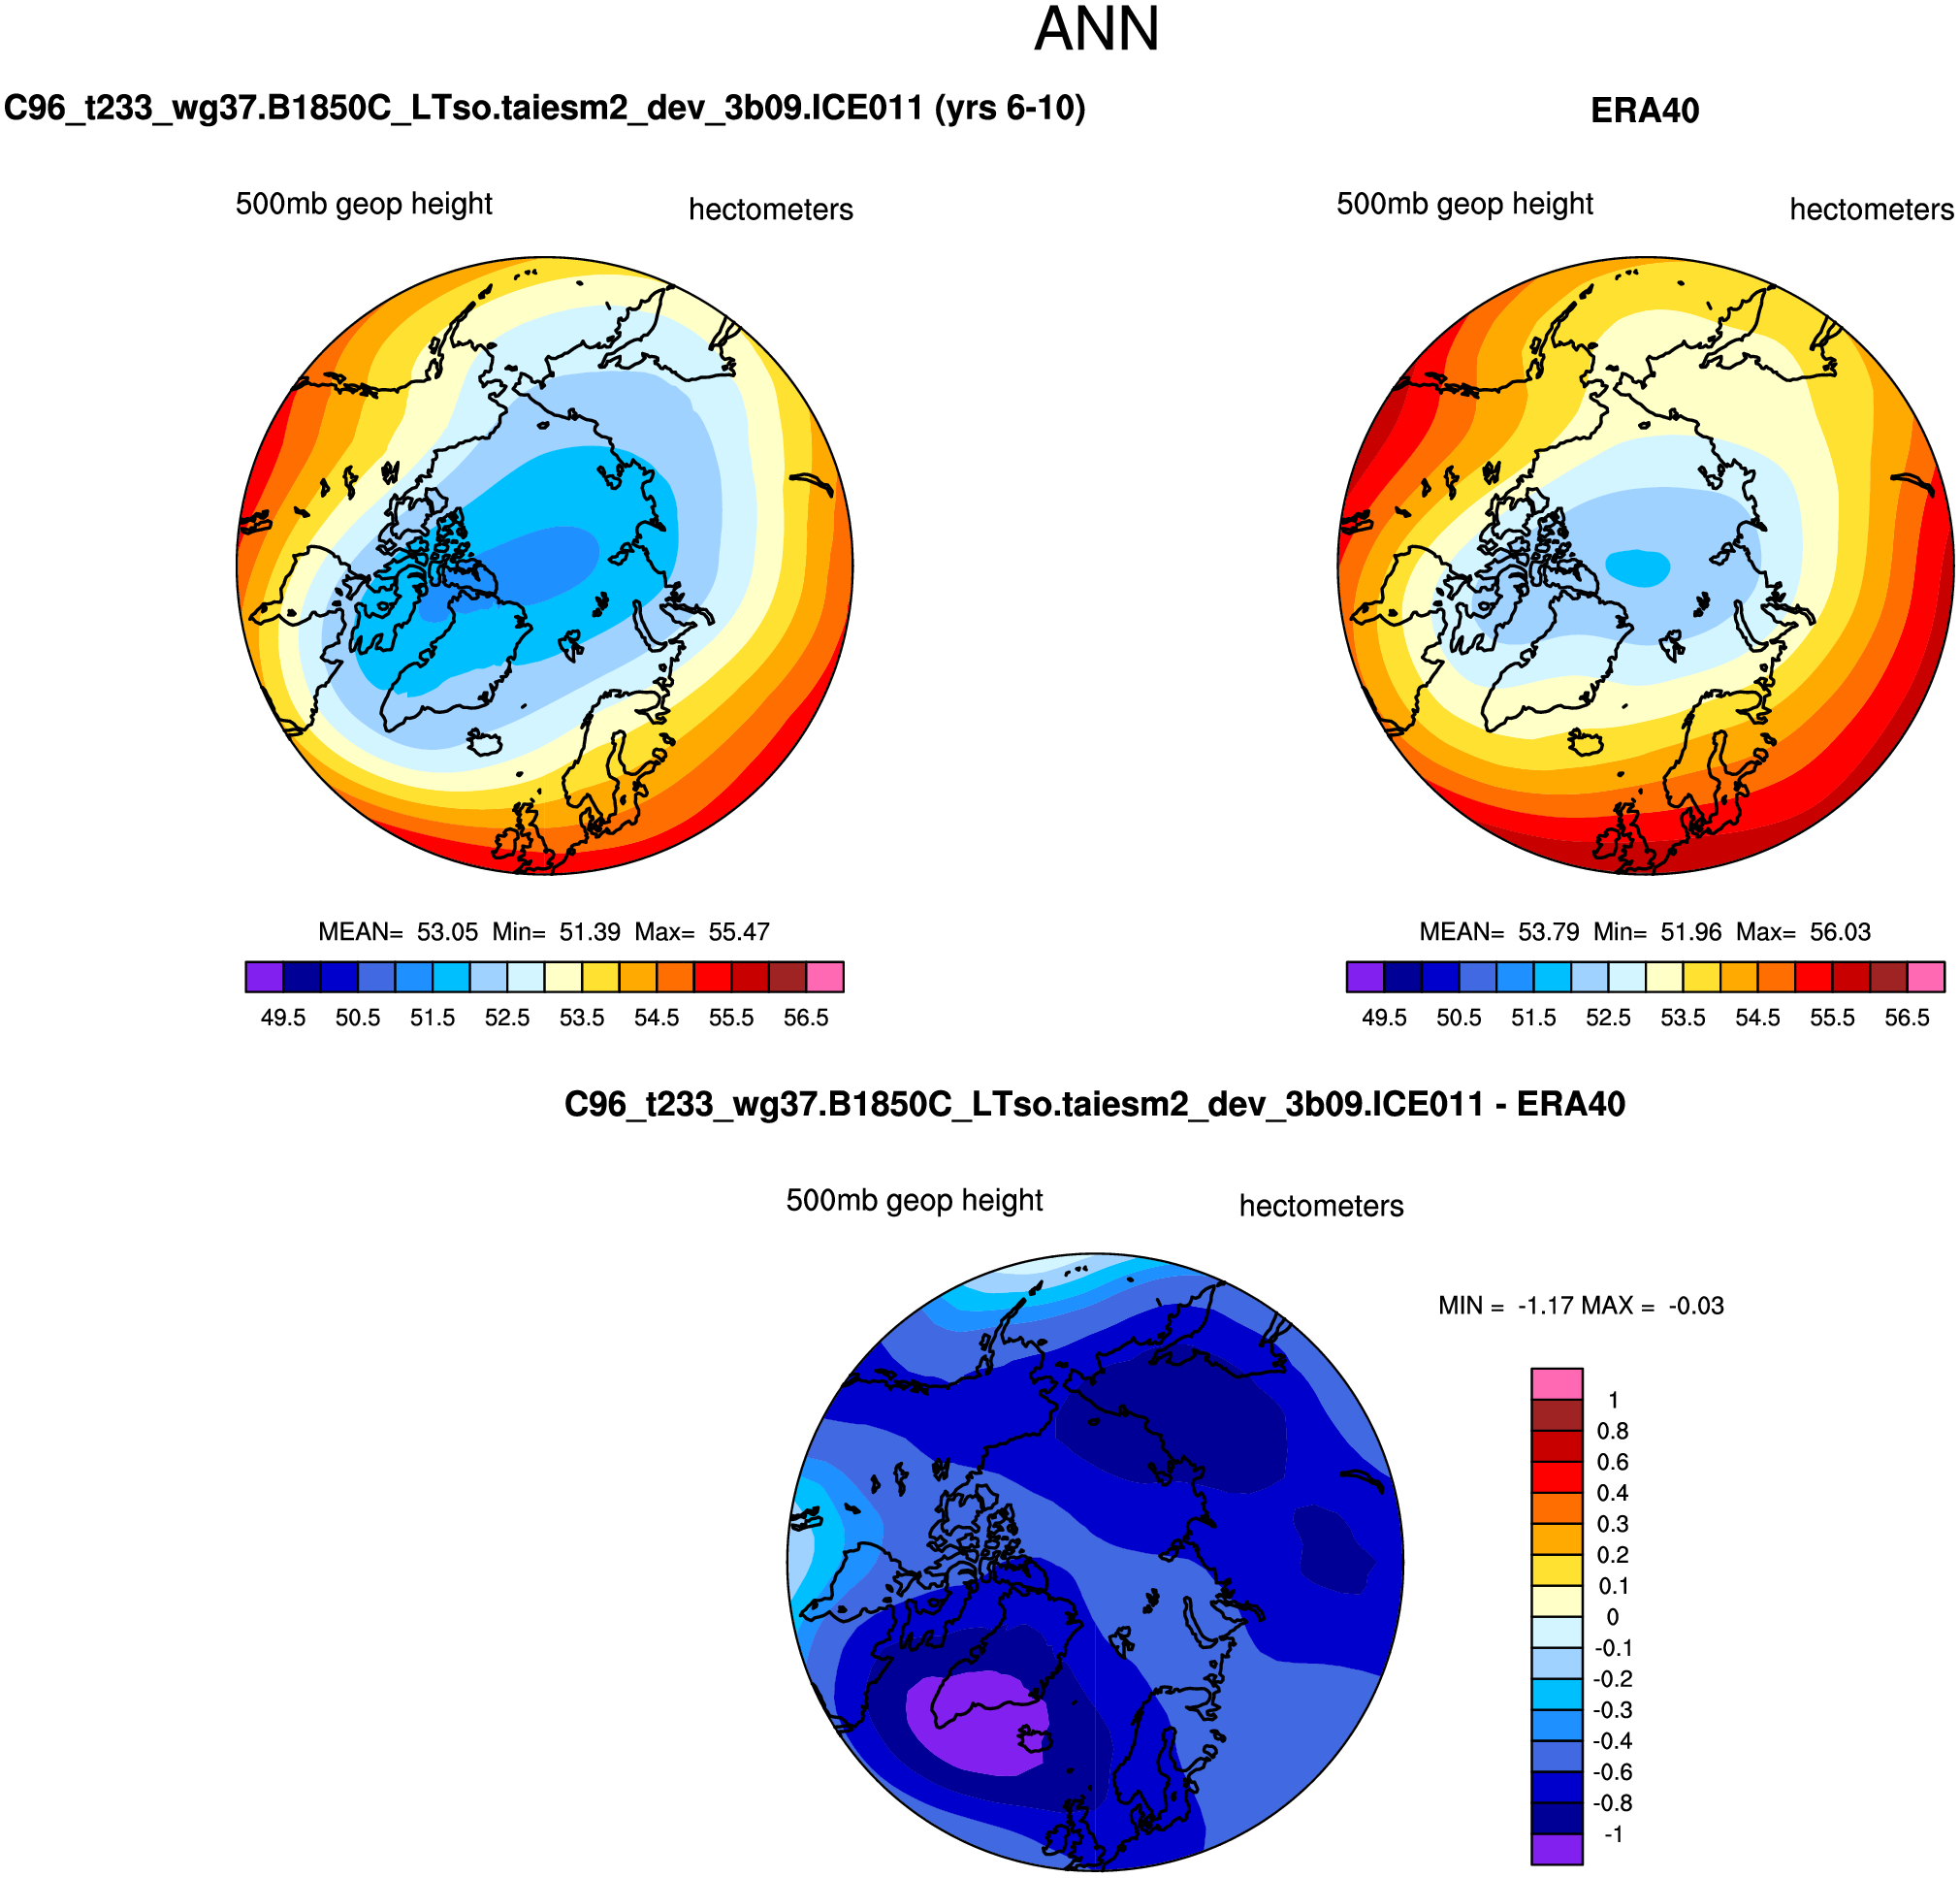 ANN
C96_t233_wg37.B1850C_LTso.taiesm2_dev_3b09.ICE011 (yrs 6-10)
ERA40
500mb geop height hectometers
500mb geop height hectometers
MEAN= 53.05 Min= 51.39 Max= 55.47
MEAN= 53.79 Min= 51.96 Max= 56.03
49.5 50.5 51.5 52.5 53.5 54.5 55.5 56.5
49.5 50.5 51.5 52.5 53.5 54.5 55.5 56.5
C96_t233_wg37.B1850C_LTso.taiesm2_dev_3b09.ICE011 - ERA40
500mb geop height hectometers
MIN = -1.17 MAX = -0.03
1
0.8
0.6
0.4
0.3
0.2
0.1
0
-0.1
-0.2
-0.3
-0.4
-0.6
-0.8
-1